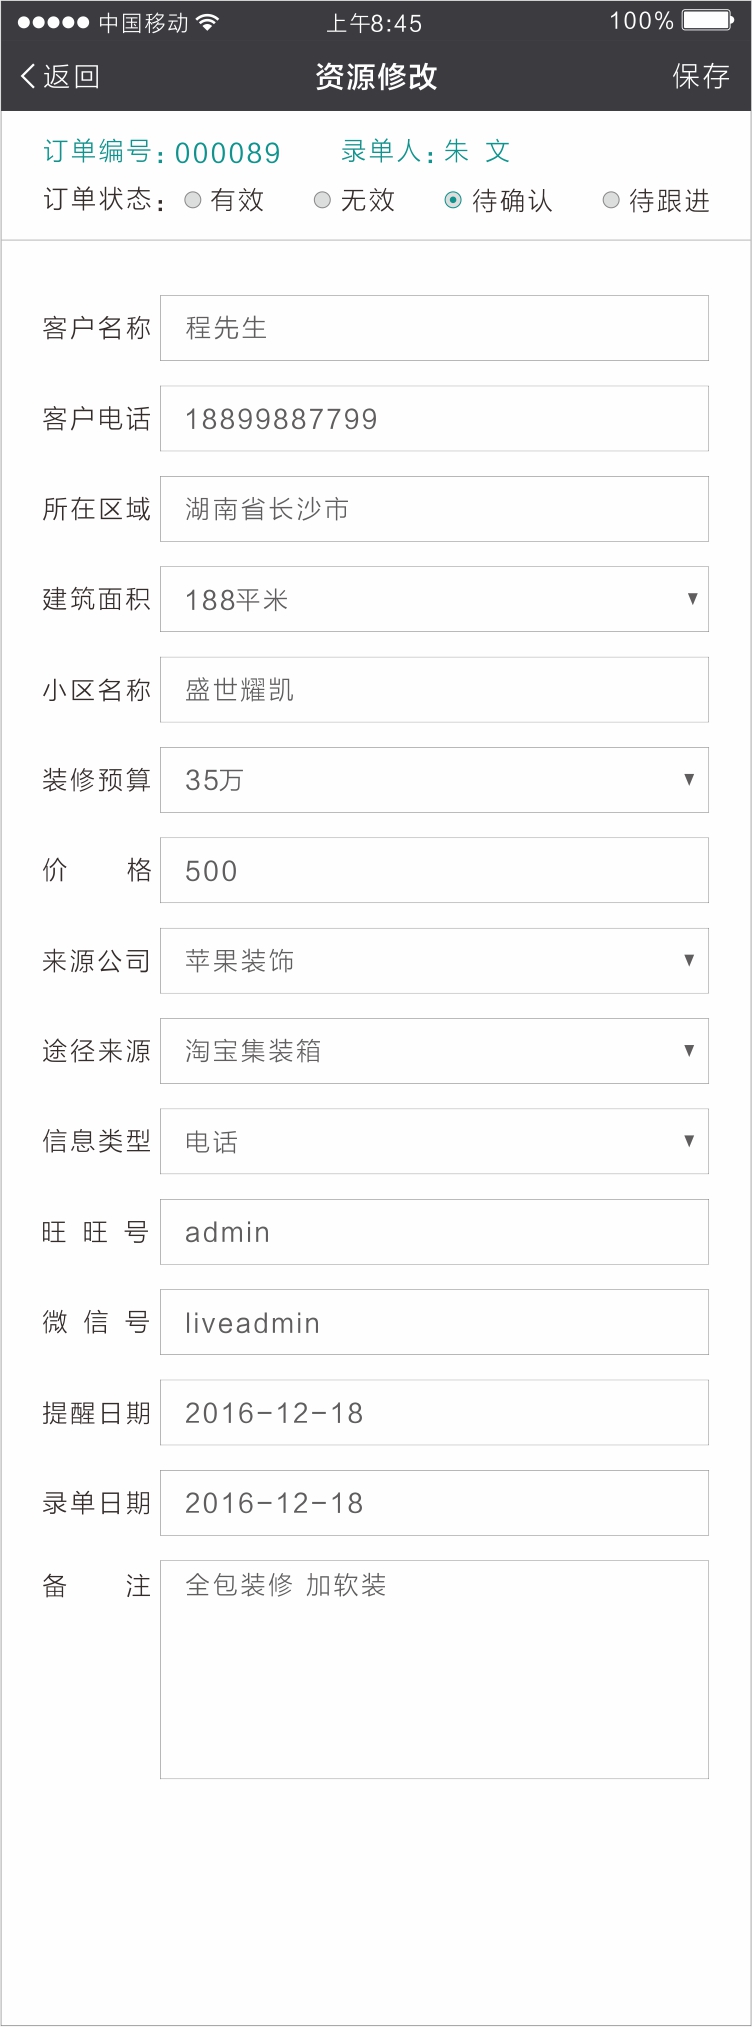 中国移动 上午8:45 100%
返回 资源修改 保存
订单编号：000089 录单人：朱 文
订单状态： 有效 无效 待确认 待跟进
客户名称 程先生
客户电话 18899887799
所在区域 湖南省长沙市
建筑面积 188平米
小区名称 盛世耀凯
装修预算 35万
价 格 500
来源公司 苹果装饰
途径来源 淘宝集装箱
信息类型 电话
旺 旺 号 admin
微 信 号 liveadmin
提醒日期 2016-12-18
录单日期 2016-12-18
备 注 全包装修 加软装